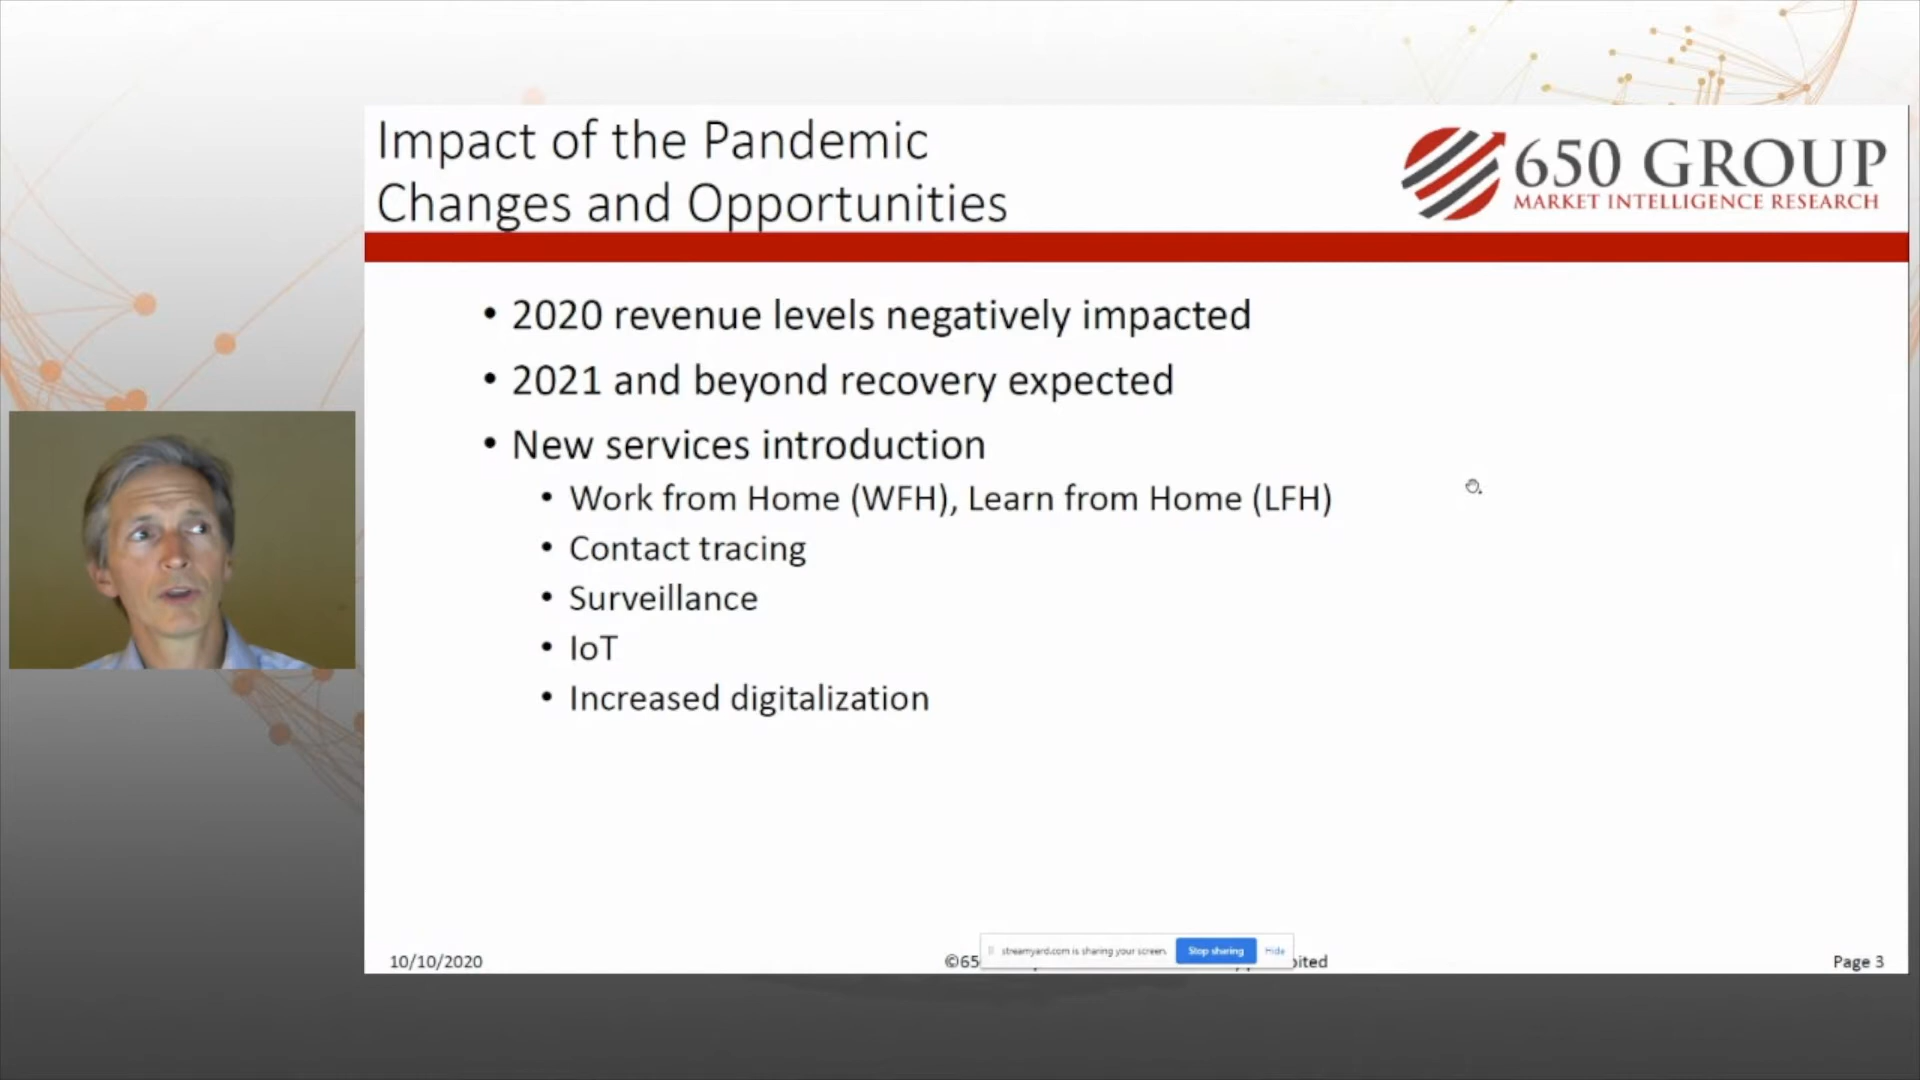 Impact of the Pandemic
Changes and Opportunities
650 GROUP
MARKET INTELLIGENCE RESEARCH
• 2020 revenue levels negatively impacted
• 2021 and beyond recovery expected
• New services introduction
• Work from Home (WFH), Learn from Home (LFH)
• Contact tracing
• Surveillance
• IoT
• Increased digitalization
streamyard.com is sharing your screen. Stop sharing Hide
10/10/2020
©65
Page 3